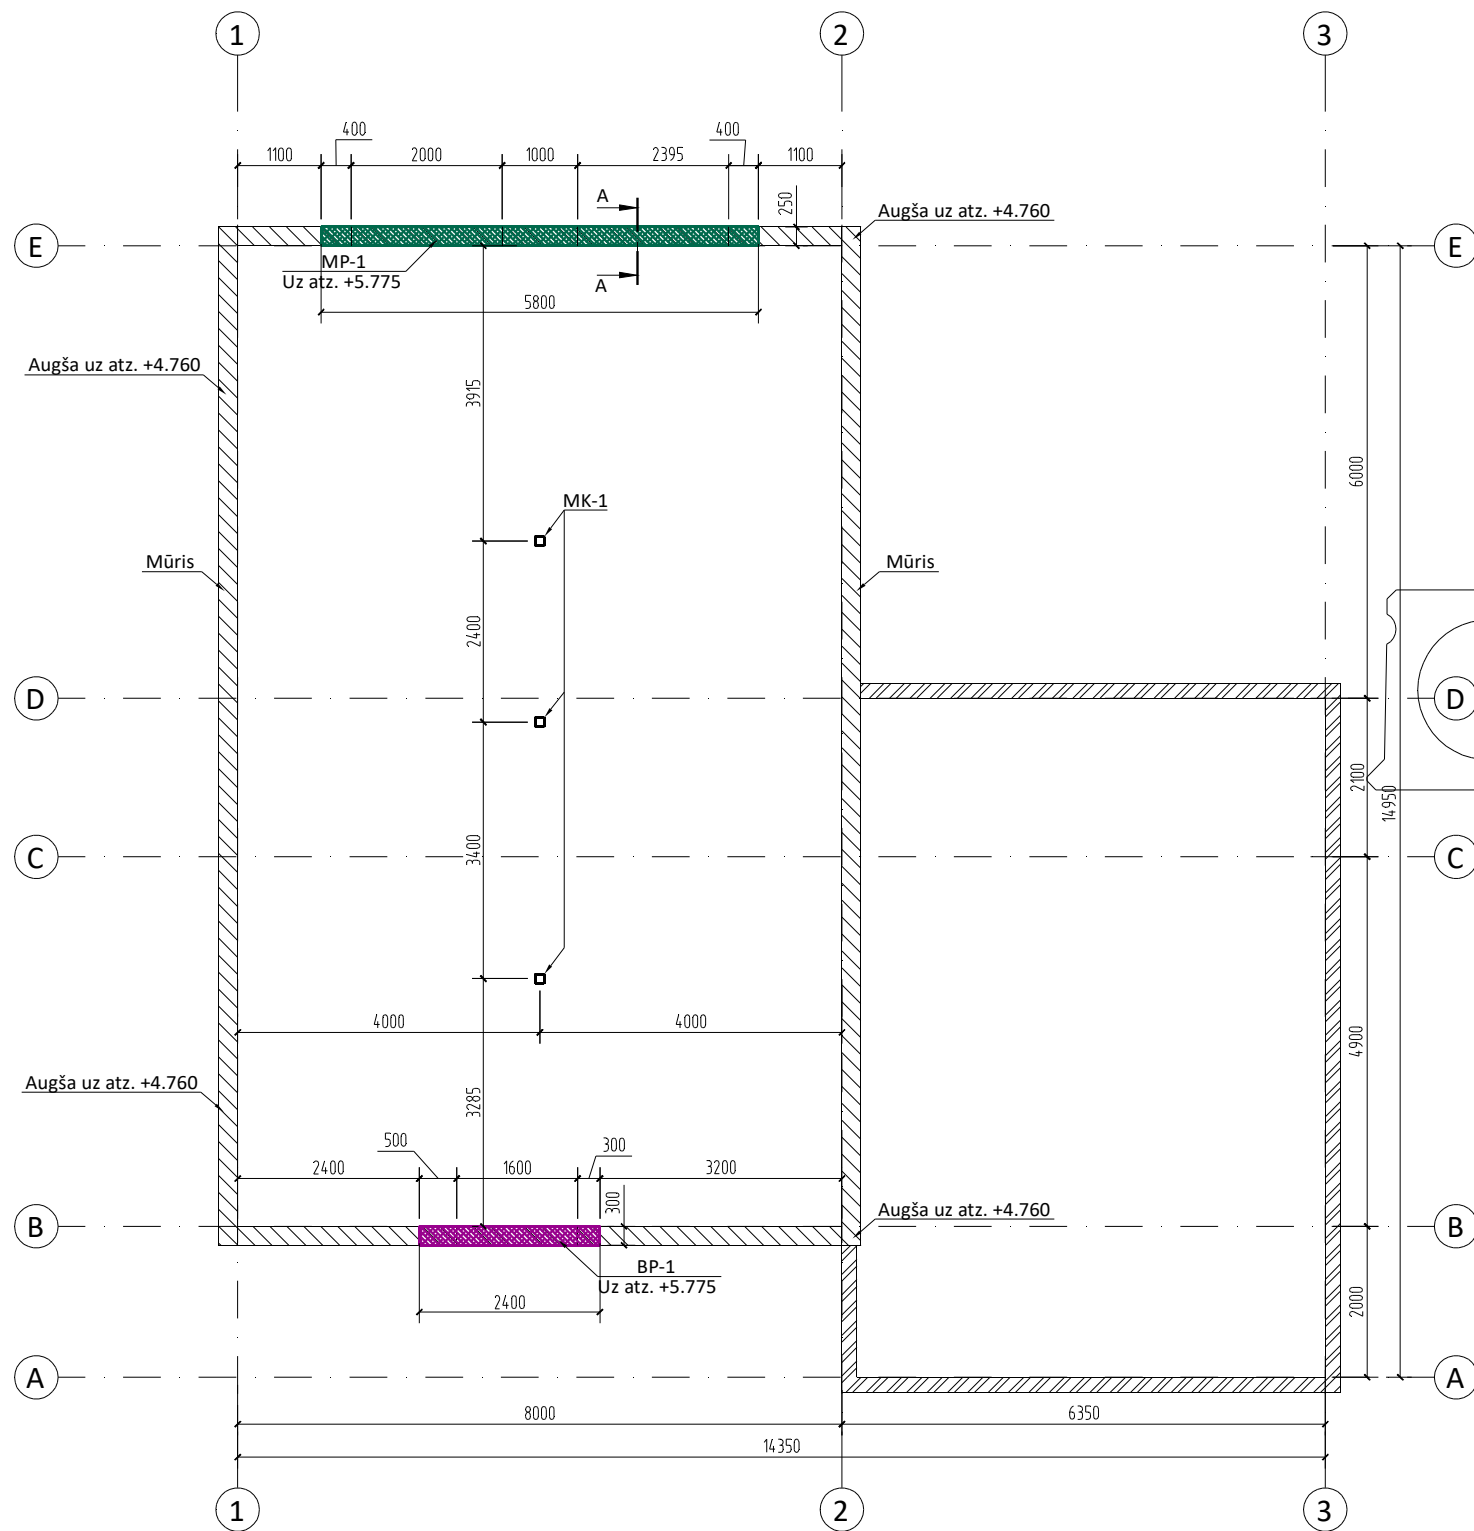 1
2
3
400
400
1100
2000
1000
2395
1100
A
250
Augša uz atz. +4.760
E
E
MP-1
Uz atz. +5.775
A
5800
Augša uz atz. +4.760
3915
6000
MK-1
Mūris
Mūris
2400
D
D
2100
14950
3400
C
C
4000
4000
4900
Augša uz atz. +4.760
3285
500
300
2400
1600
3200
300
Augša uz atz. +4.760
B
B
BP-1
Uz atz. +5.775
2400
2000
A
A
8000
6350
14350
1
2
3